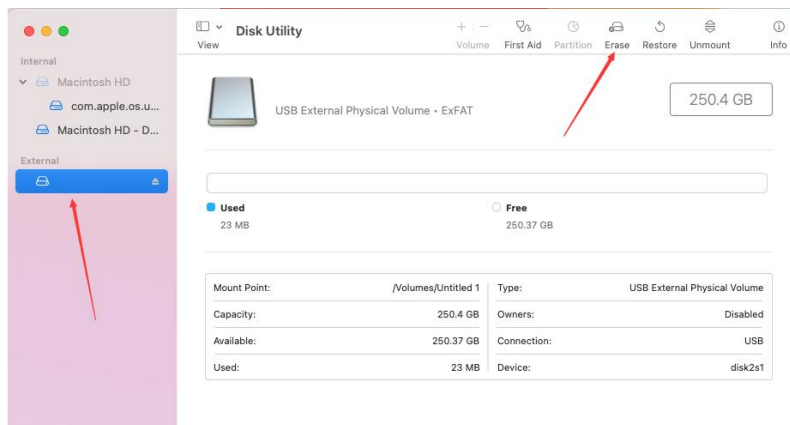 View
Disk Utility
Volume
First Aid
Partition
Erase
Restore
Unmount
Info
Internal
Macintosh HD
com.apple.os.u...
Macintosh HD - D...
External
USB External Physical Volume • ExFAT
250.4 GB
Used
23 MB
Free
250.37 GB
Mount Point: /Volumes/Untitled 1
Capacity: 250.4 GB
Available: 250.37 GB
Used: 23 MB
Type: USB External Physical Volume
Owners: Disabled
Connection: USB
Device: disk2s1